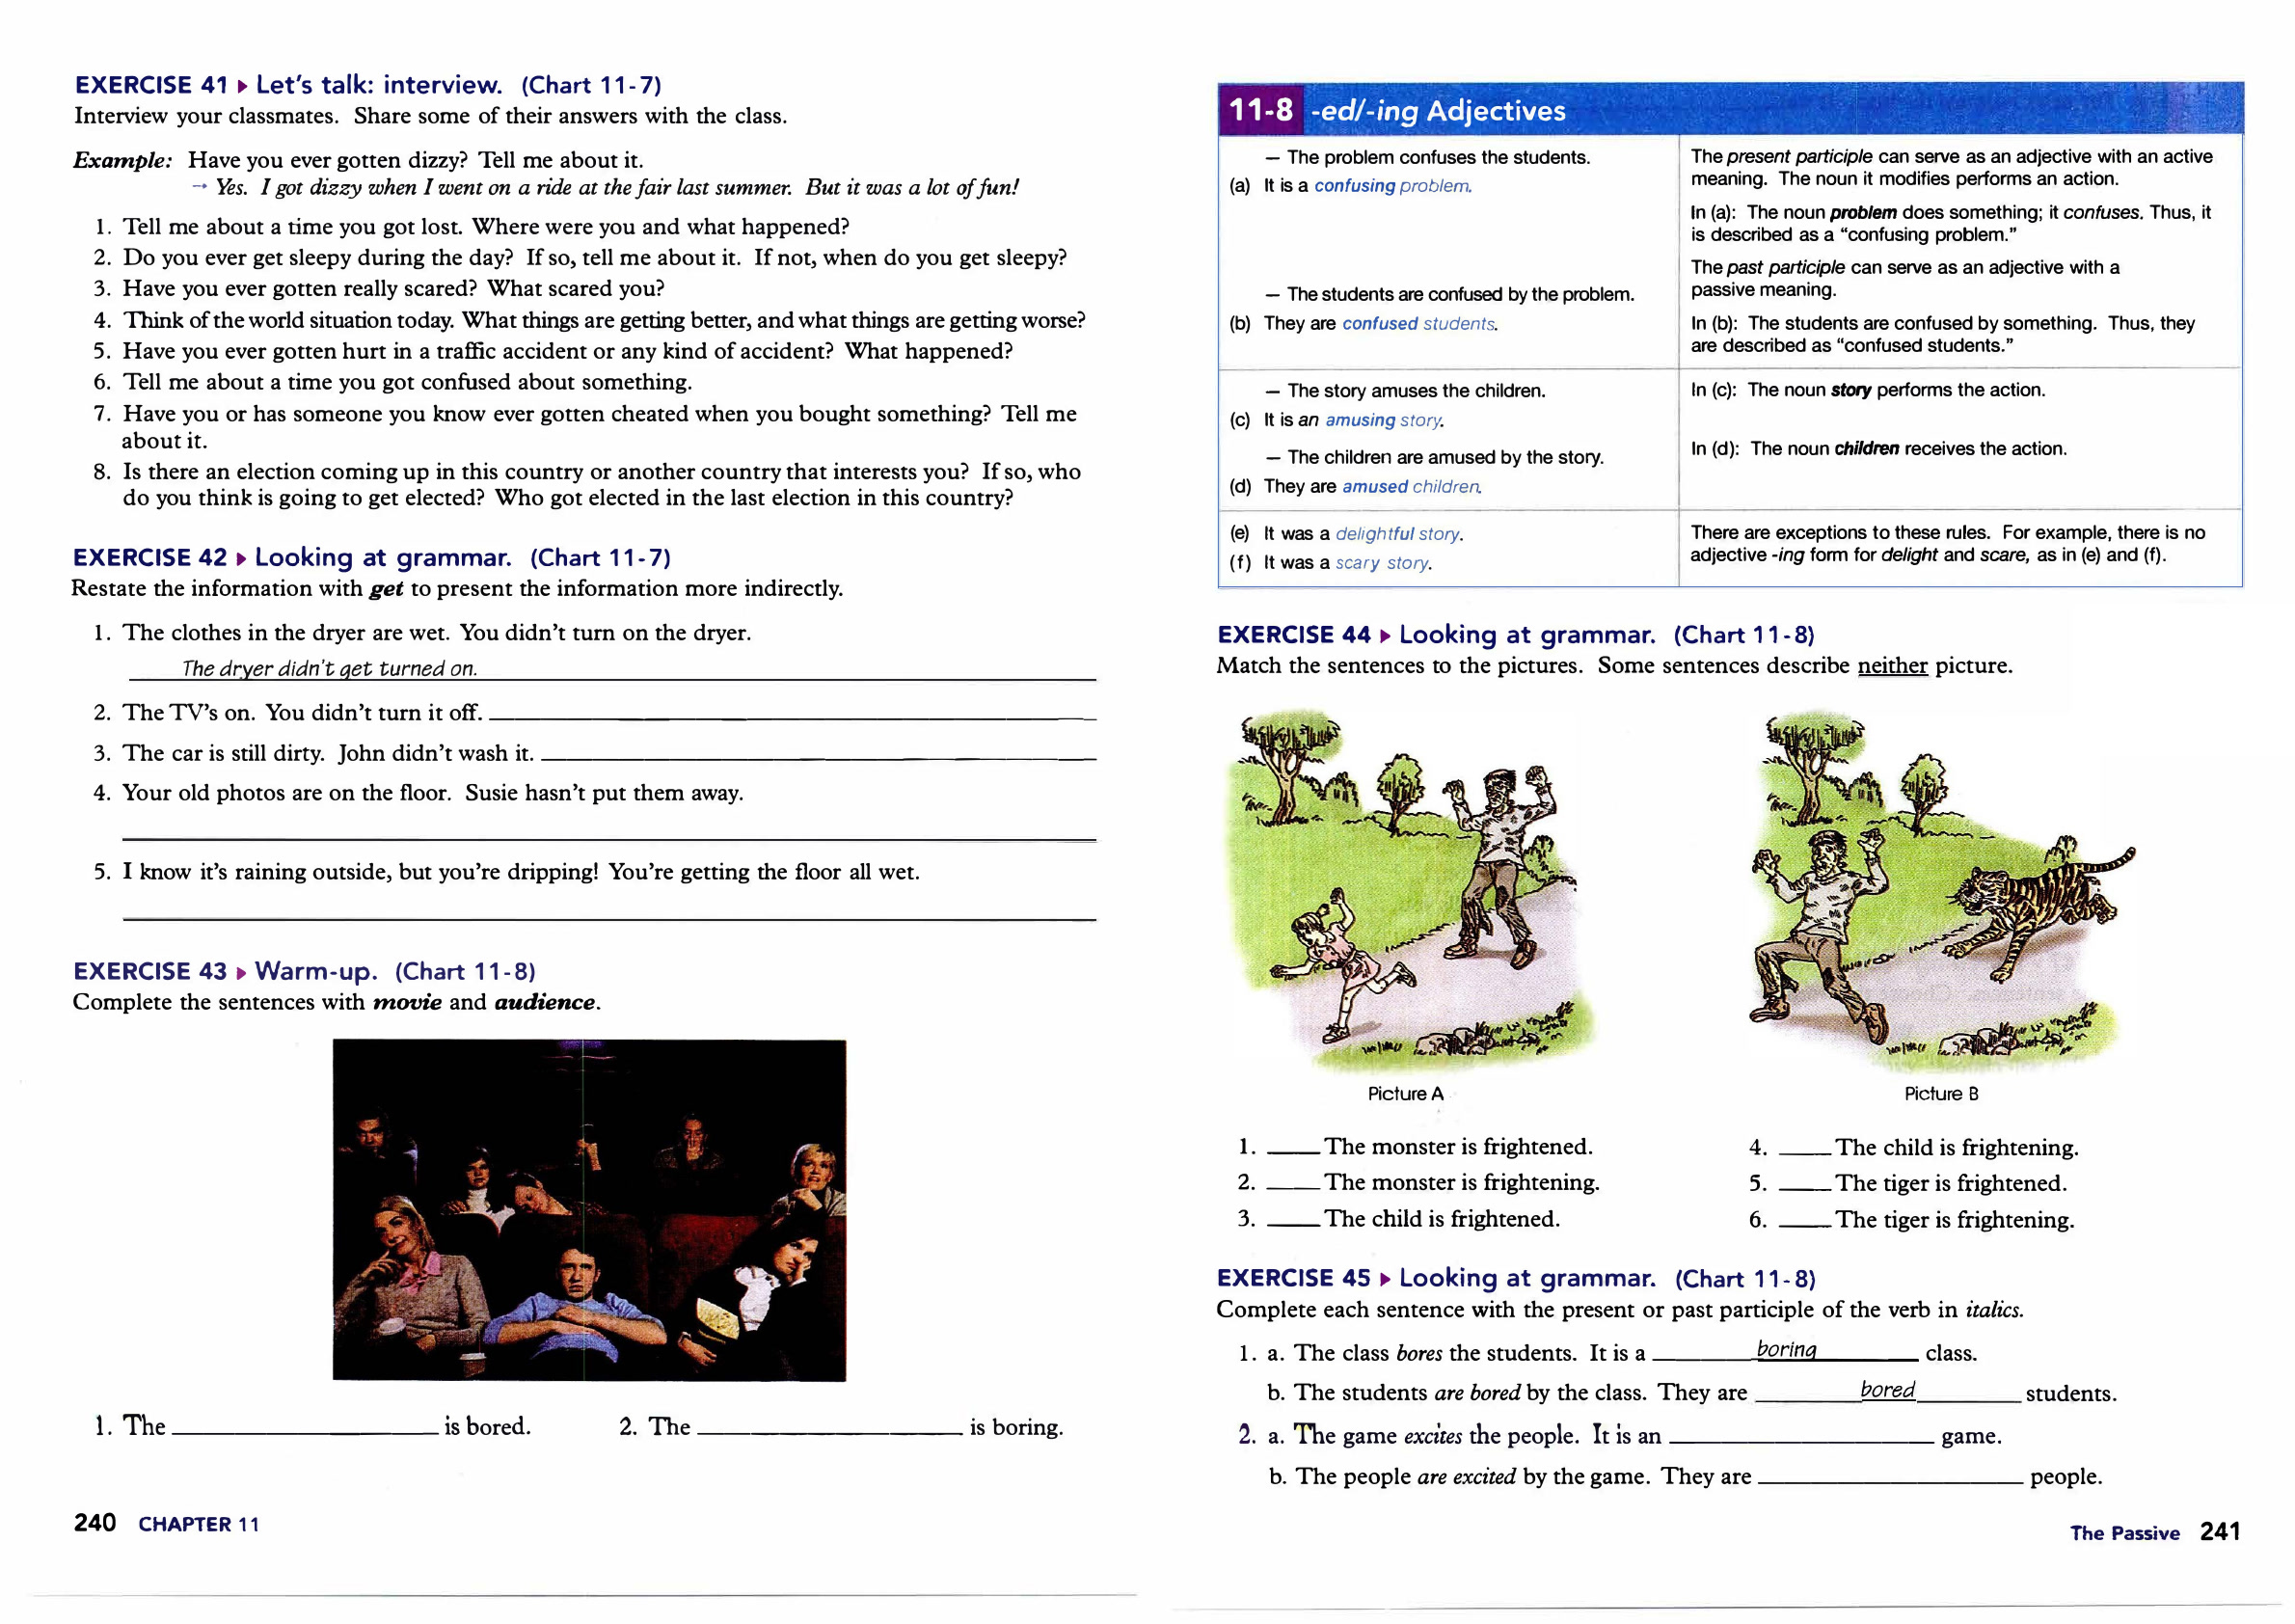 EXERCISE 41 ▸ Let's talk: interview. (Chart 11-7)
Interview your classmates. Share some of their answers with the class.
Example: Have you ever gotten dizzy? Tell me about it.
→ Yes. I got dizzy when I went on a ride at the fair last summer. But it was a lot of fun!
1. Tell me about a time you got lost. Where were you and what happened?
2. Do you ever get sleepy during the day? If so, tell me about it. If not, when do you get sleepy?
3. Have you ever gotten really scared? What scared you?
4. Think of the world situation today. What things are getting better, and what things are getting worse?
5. Have you ever gotten hurt in a traffic accident or any kind of accident? What happened?
6. Tell me about a time you got confused about something.
7. Have you or has someone you know ever gotten cheated when you bought something? Tell me
about it.
8. Is there an election coming up in this country or another country that interests you? If so, who
do you think is going to get elected? Who got elected in the last election in this country?
EXERCISE 42 ▸ Looking at grammar. (Chart 11-7)
Restate the information with get to present the information more indirectly.
1. The clothes in the dryer are wet. You didn't turn on the dryer.
The dryer didn't get turned on.
2. The TV's on. You didn't turn it off.
3. The car is still dirty. John didn't wash it.
4. Your old photos are on the floor. Susie hasn't put them away.
5. I know it's raining outside, but you're dripping! You're getting the floor all wet.
EXERCISE 43 ▸ Warm-up. (Chart 11-8)
Complete the sentences with movie and audience.
1. The ____ is bored. 2. The ____ is boring.
240 CHAPTER 11
11-8 -ed/-ing Adjectives
— The problem confuses the students.
(a) It is a confusing problem.
The present participle can serve as an adjective with an active
meaning. The noun it modifies performs an action.
In (a): The noun problem does something; it confuses. Thus, it
is described as a "confusing problem."
— The students are confused by the problem.
(b) They are confused students.
The past participle can serve as an adjective with a
passive meaning.
In (b): The students are confused by something. Thus, they
are described as "confused students."
— The story amuses the children.
(c) It is an amusing story.
— The children are amused by the story.
(d) They are amused children.
In (c): The noun story performs the action.
In (d): The noun children receives the action.
(e) It was a delightful story.
(f) It was a scary story.
There are exceptions to these rules. For example, there is no
adjective -ing form for delight and scare, as in (e) and (f).
EXERCISE 44 ▸ Looking at grammar. (Chart 11-8)
Match the sentences to the pictures. Some sentences describe neither picture.
Picture A
Picture B
1. ____ The monster is frightened.
2. ____ The monster is frightening.
3. ____ The child is frightened.
4. ____ The child is frightening.
5. ____ The tiger is frightened.
6. ____ The tiger is frightening.
EXERCISE 45 ▸ Looking at grammar. (Chart 11-8)
Complete each sentence with the present or past participle of the verb in italics.
1. a. The class bores the students. It is a boring class.
b. The students are bored by the class. They are bored students.
2. a. The game excites the people. It is an ____ game.
b. The people are excited by the game. They are ____ people.
The Passive 241